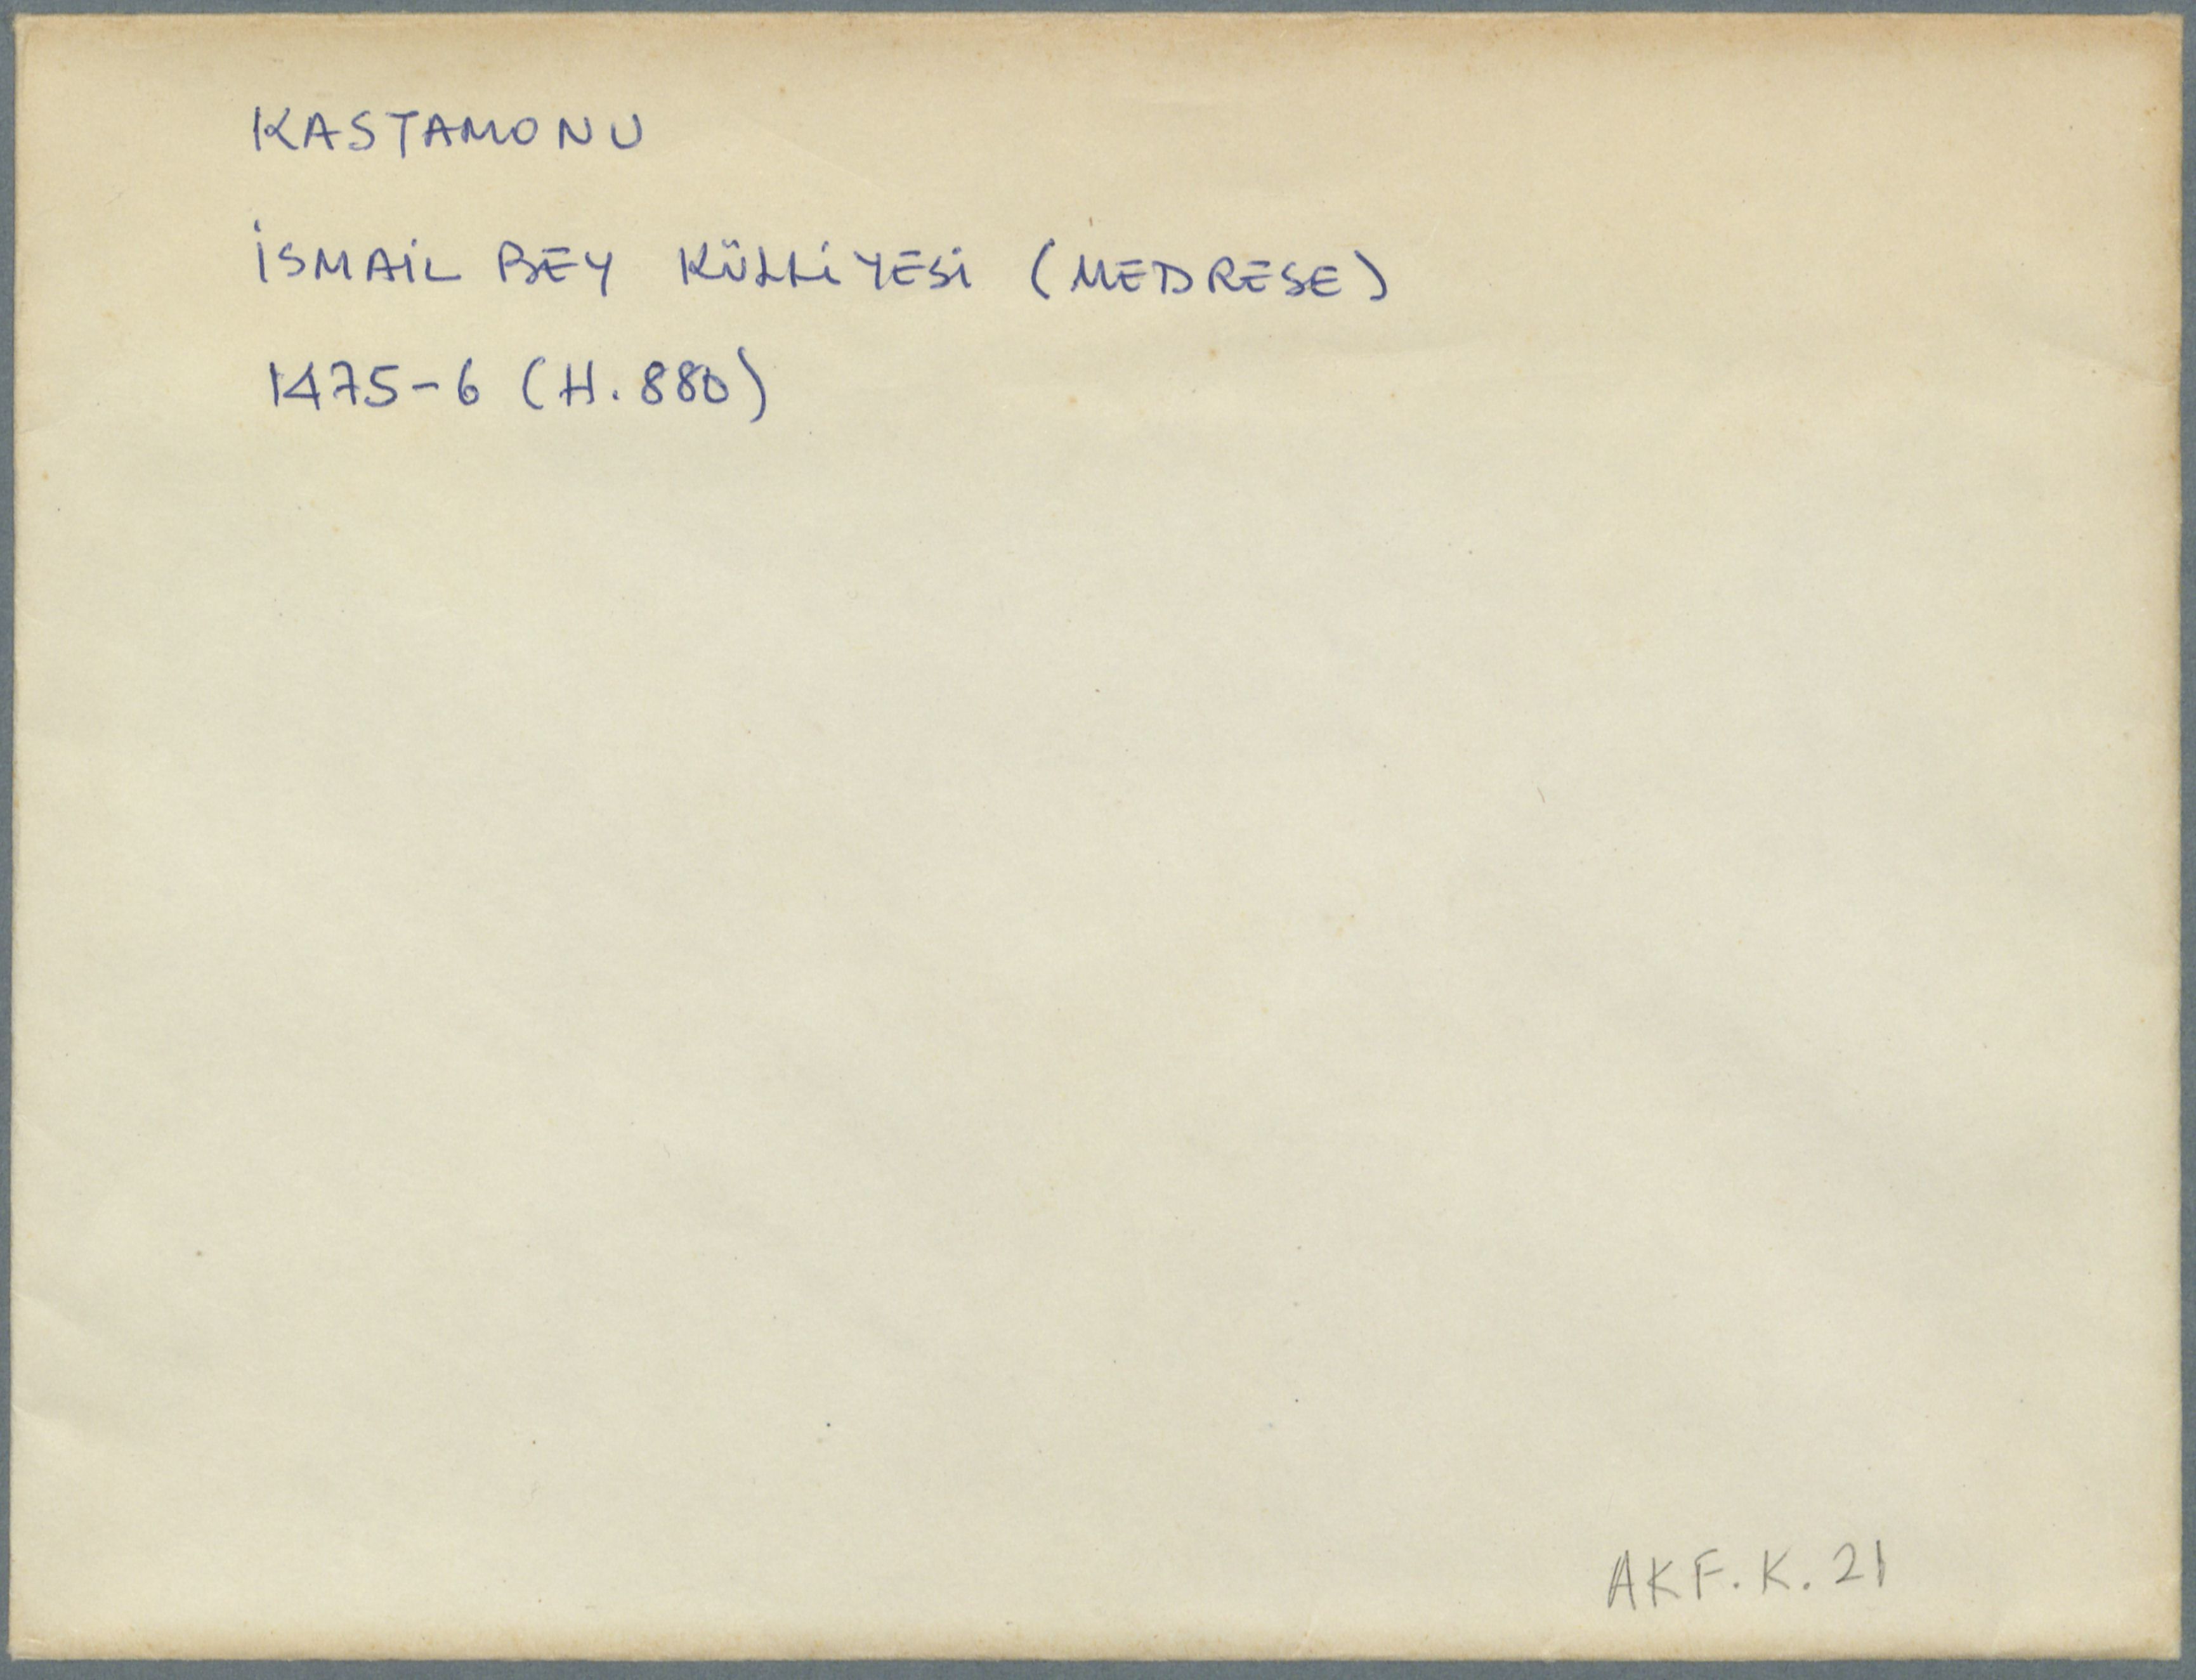 KASTAMONU
İSMAİL BEY KÜLLİYESİ (MEDRESE)
1475-6 (H. 880)
AKF. K. 21